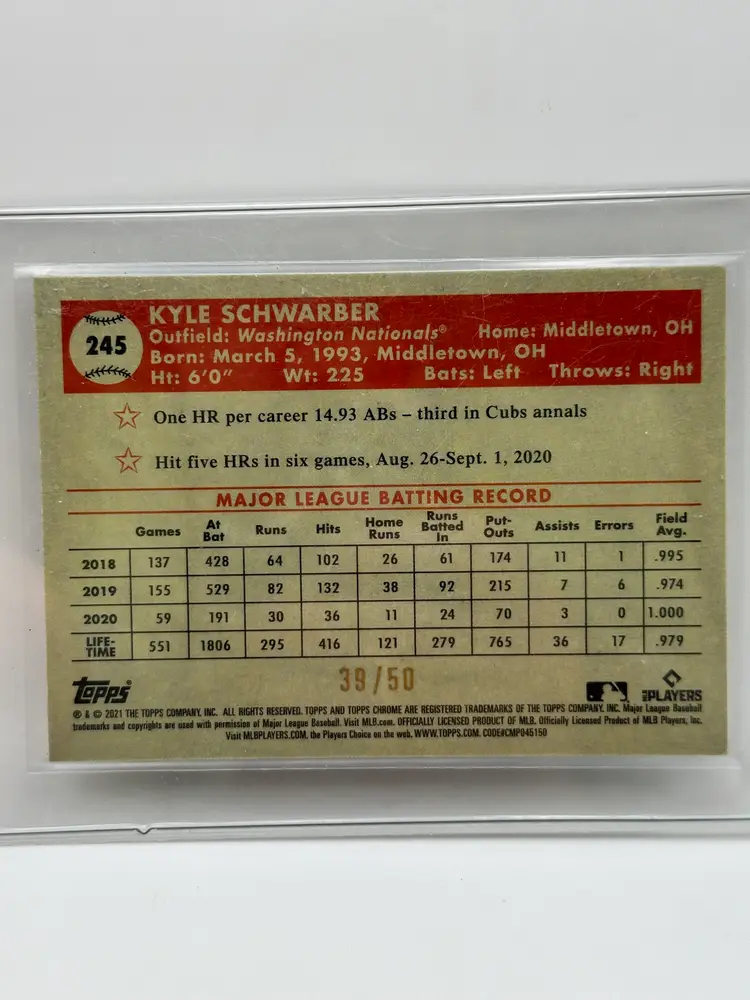 245
KYLE SCHWARBER
Outfield: Washington Nationals® Home: Middletown, OH
Born: March 5, 1993, Middletown, OH
Ht: 6'0" Wt: 225 Bats: Left Throws: Right
One HR per career 14.93 ABs – third in Cubs annals
Hit five HRs in six games, Aug. 26-Sept. 1, 2020
MAJOR LEAGUE BATTING RECORD
Games At Bat Runs Hits Home Runs Runs Batted In Put-Outs Assists Errors Field Avg.
2018 137 428 64 102 26 61 174 11 1 .995
2019 155 529 82 132 38 92 215 7 6 .974
2020 59 191 30 36 11 24 70 3 0 1.000
LIFE-TIME 551 1806 295 416 121 279 765 36 17 .979
39/50
Topps MLB PLAYERS
® & © 2021 THE TOPPS COMPANY, INC. ALL RIGHTS RESERVED. TOPPS AND TOPPS CHROME ARE REGISTERED TRADEMARKS OF THE TOPPS COMPANY, INC. Major League Baseball
trademarks and copyrights are used with permission of Major League Baseball. Visit MLB.com. OFFICIALLY LICENSED PRODUCT OF MLB. Officially Licensed Product of MLB Players, Inc.
Visit MLBPLAYERS.COM, the Players Choice on the web. WWW.TOPPS.COM. CODE#CMP045150